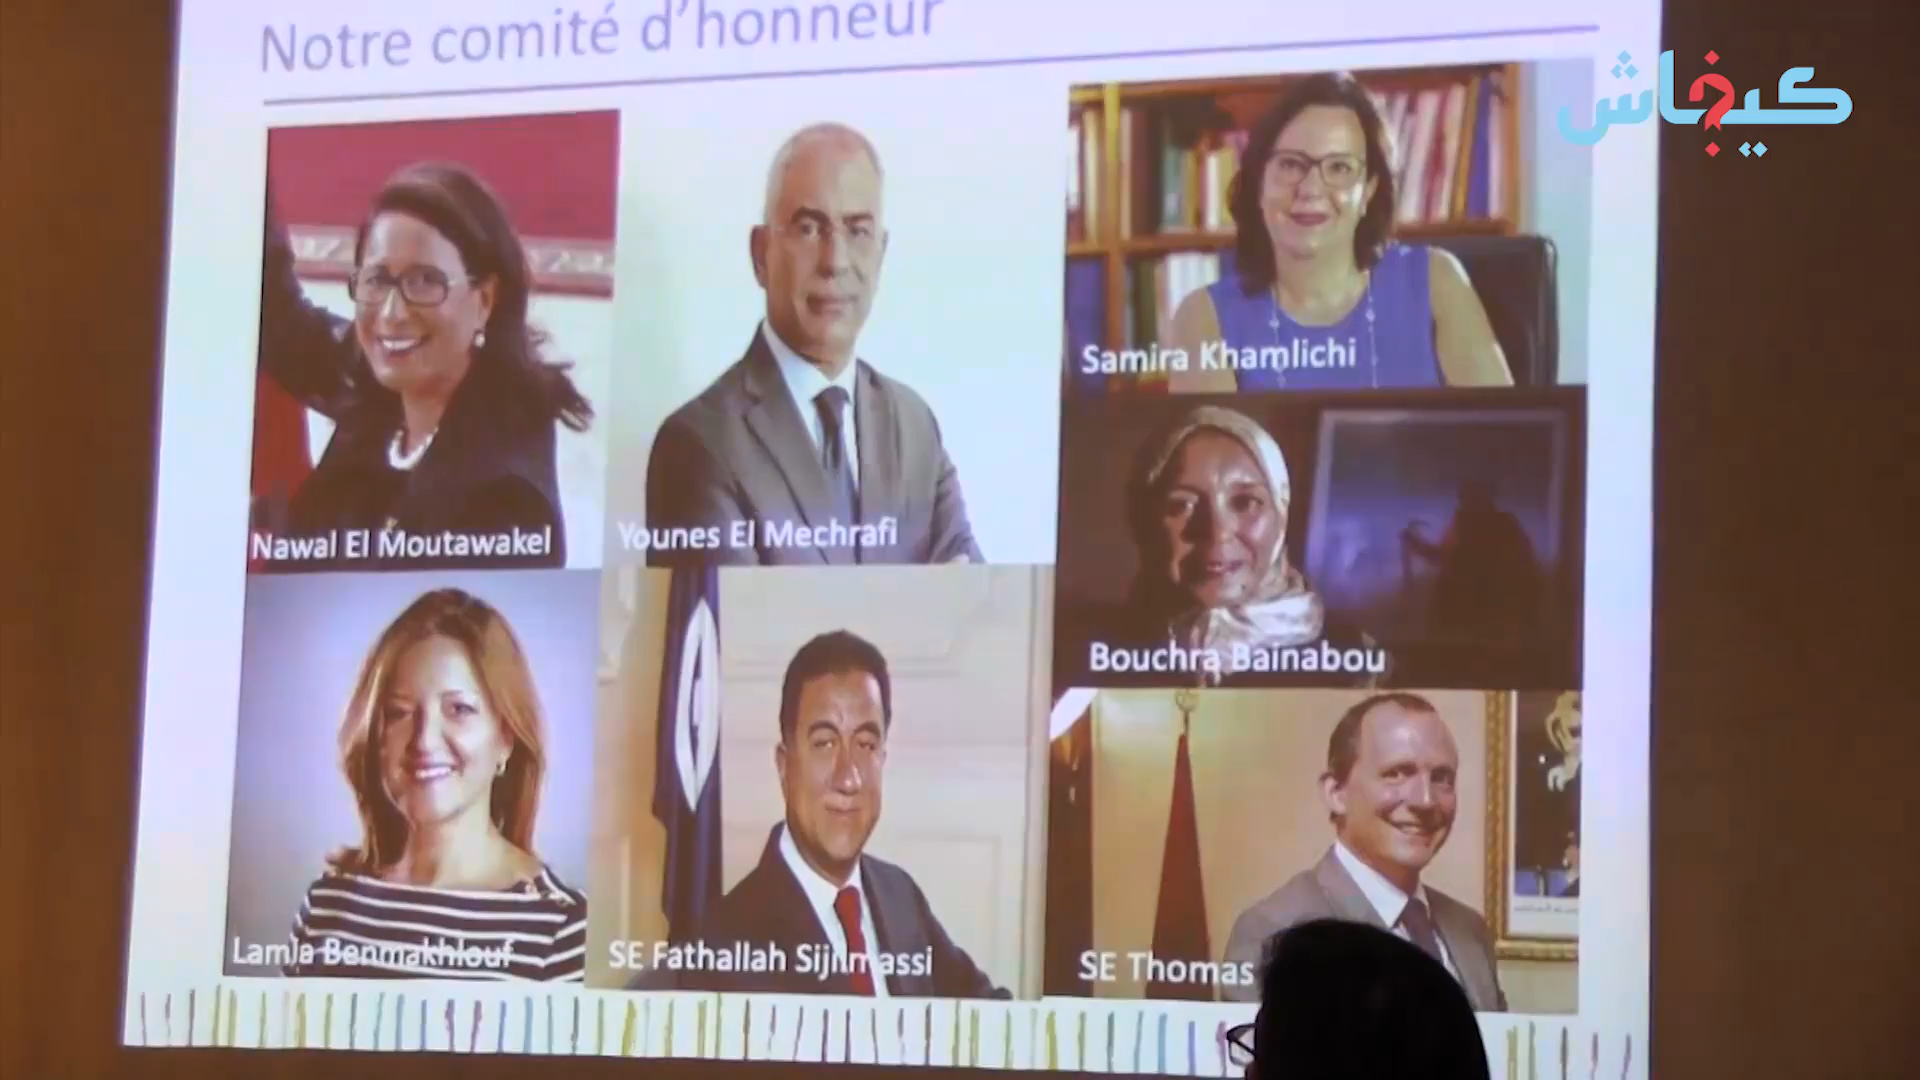 Notre comité d'honneur
كيفاش
Samira Khamlichi
Nawal El Moutawakel
Younes El Mechrafi
Bouchra Bainabou
Lamia Benmakhlouf
SE Fathallah Sijilmassi
SE Thomas